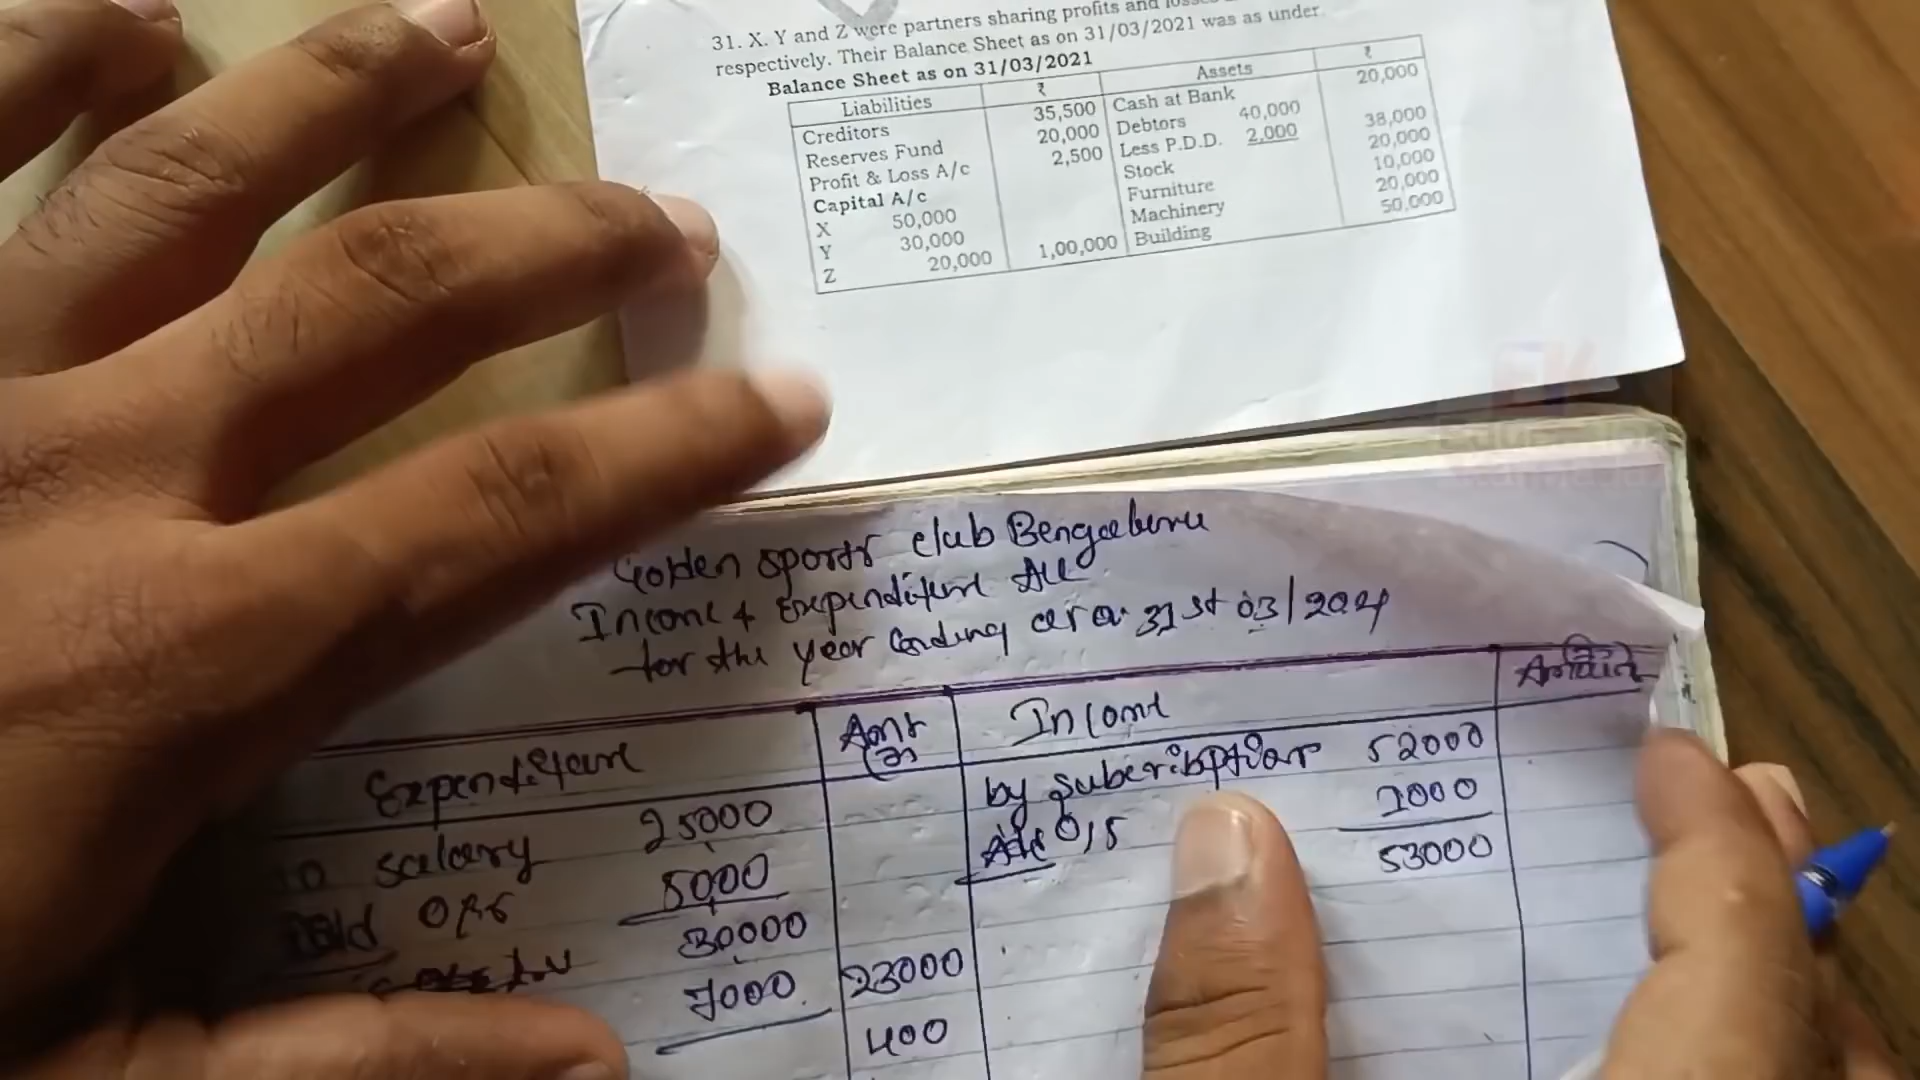 31. X. Y and Z were partners sharing profits and
respectively. Their Balance Sheet as on 31/03/2021 was as under
Balance Sheet as on 31/03/2021
Liabilities ₹ Assets ₹
Creditors 35,500 Cash at Bank 20,000
Reserves Fund 20,000 Debtors 40,000
Profit & Loss A/c 2,500 Less P.D.D. 2,000 38,000
Capital A/c Stock 20,000
X 50,000 Furniture 10,000
Y 30,000 Machinery 20,000
Z 20,000 1,00,000 Building 50,000
Golden sports club Bengaluru
Income & Expenditure
for the year ending 31st 03/
Expenditure Amt Income
salary 25000 by subscription 52000
O/s 5000 Add O/s 1000
30000 53000
7000 23000
400